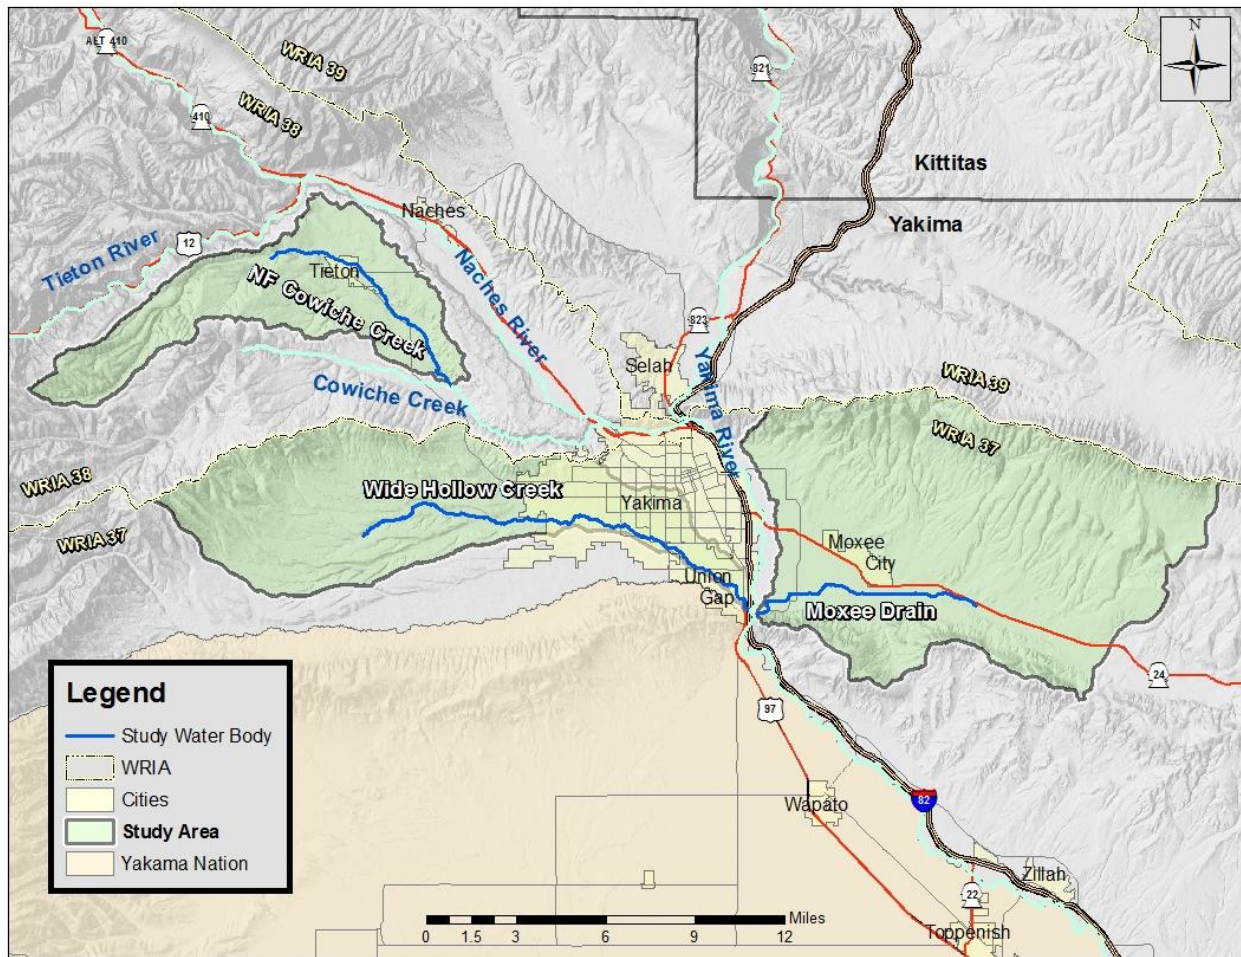 N
ALT 410
WRIA 39
821
410
WRIA 38
Kittitas
Yakima
Naches
12
Tieton River
Tieton
NF Cowiche Creek
Naches River
823
Selah
Yakima River
Cowiche Creek
WRIA 39
WRIA 37
WRIA 38
WRIA 37
Wide Hollow Creek
Yakima
Moxee
City
Union
Gap
Moxee Drain
24
97
Legend
Study Water Body
WRIA
Cities
Study Area
Yakama Nation
Wapato
82
Zillah
22
Toppenish
Miles
0 1.5 3 6 9 12